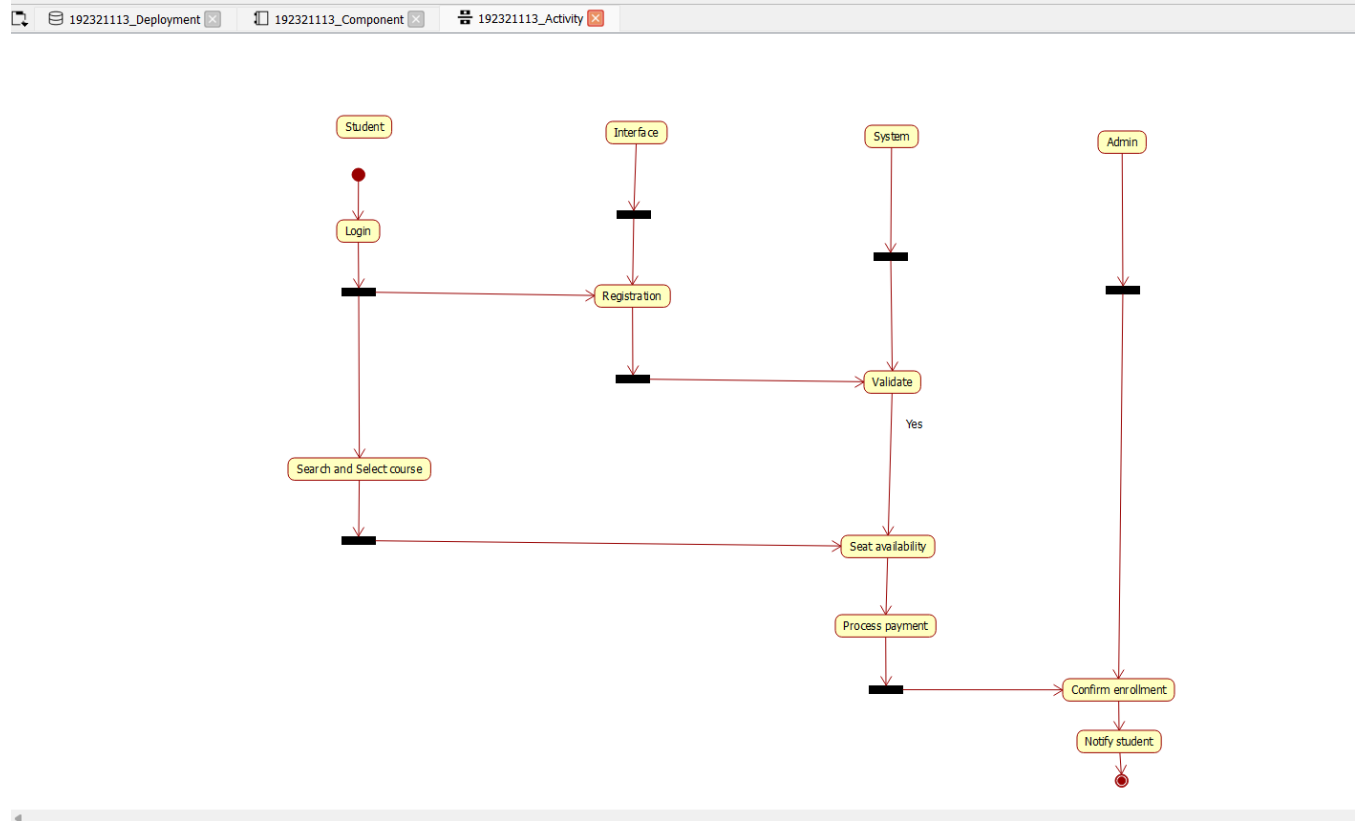 192321113_Deployment
192321113_Component
192321113_Activity
Student
Interface
System
Admin
Login
Registration
Validate
Yes
Search and Select course
Seat availability
Process payment
Confirm enrollment
Notify student